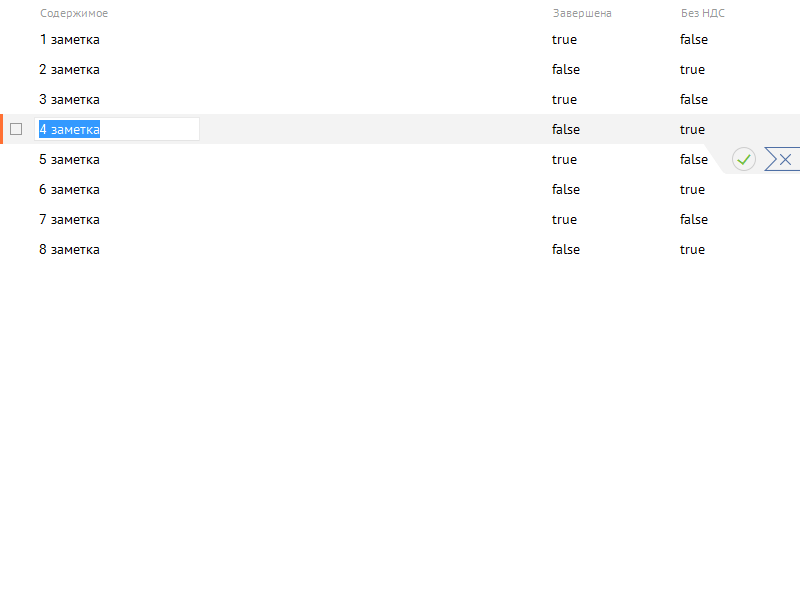 Содержимое Завершена Без НДС
1 заметка true false
2 заметка false true
3 заметка true false
4 заметка false true
5 заметка true false
6 заметка false true
7 заметка true false
8 заметка false true